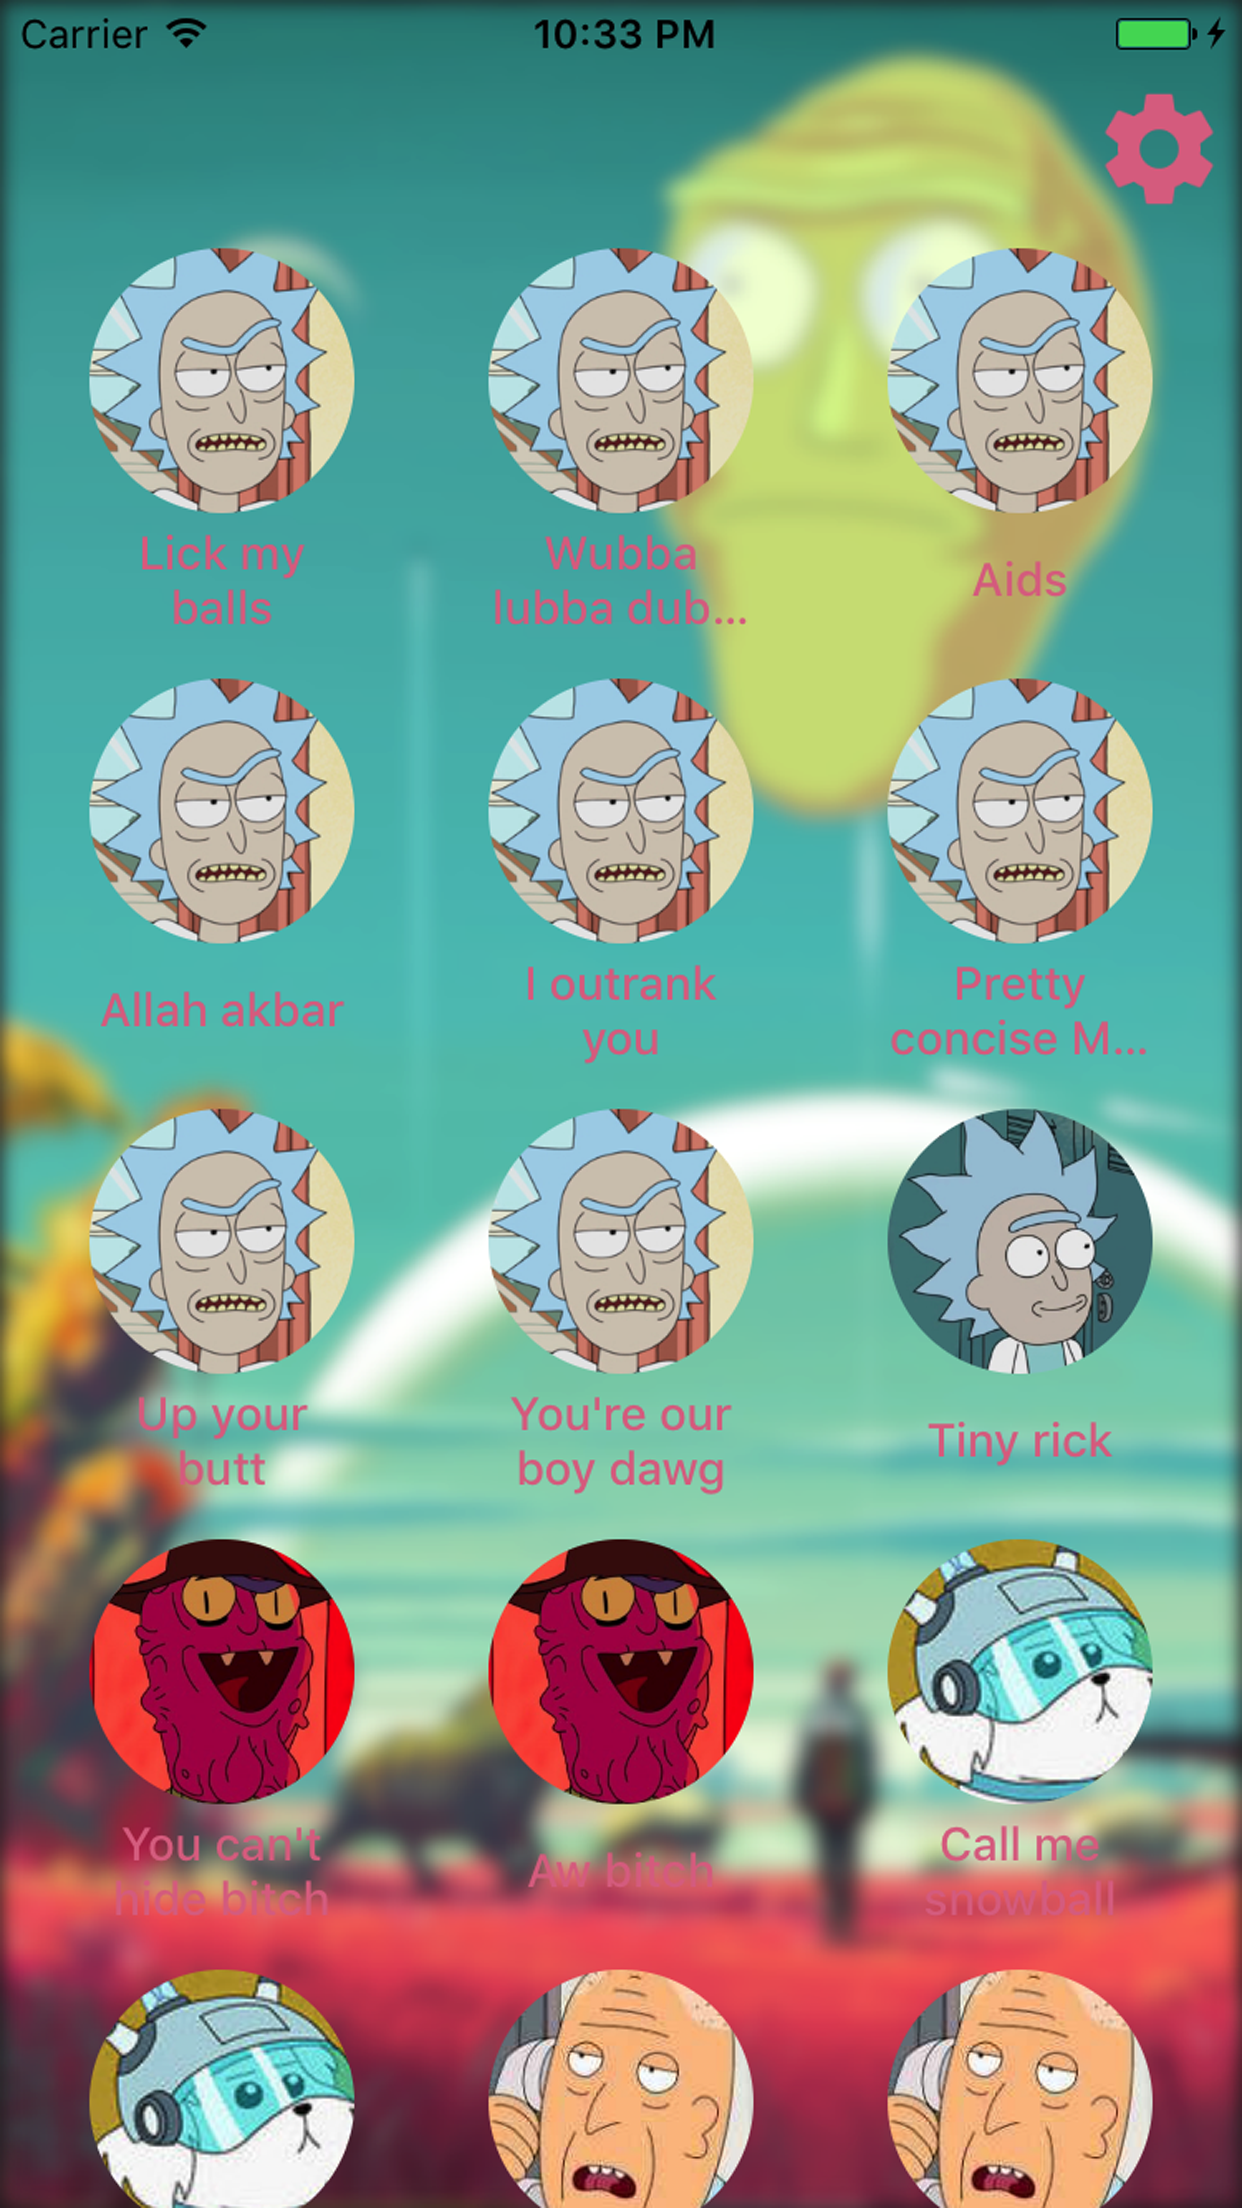 Carrier 10:33 PM
Lick my
balls
Wubba
lubba dub...
Aids
Allah akbar
I outrank
you
Pretty
concise M...
Up your
butt
You're our
boy dawg
Tiny rick
You can't
hide bitch
Aw bitch
Call me
snowball